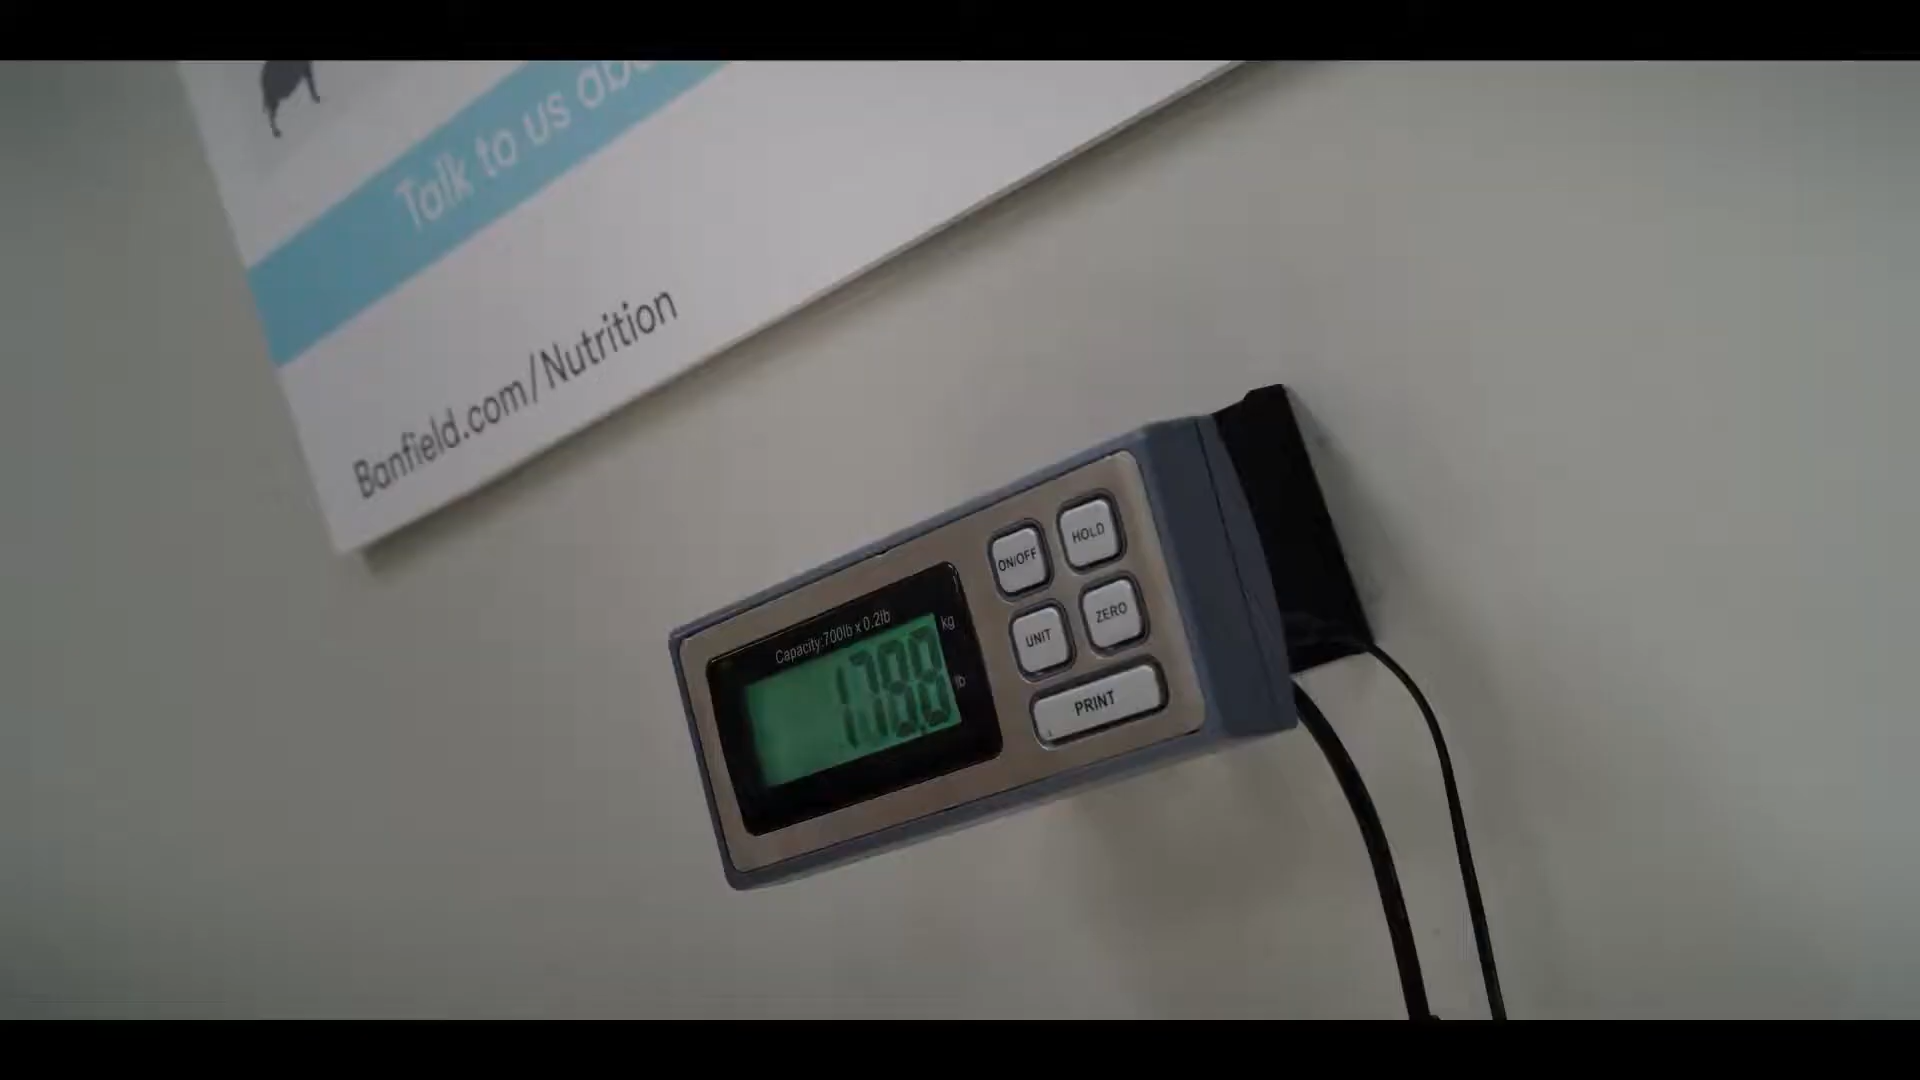 Talk to us abo
Banfield.com/Nutrition
Capacity:700lb x 0.2lb
178.8
kg
lb
ON/OFF
HOLD
UNIT
ZERO
PRINT